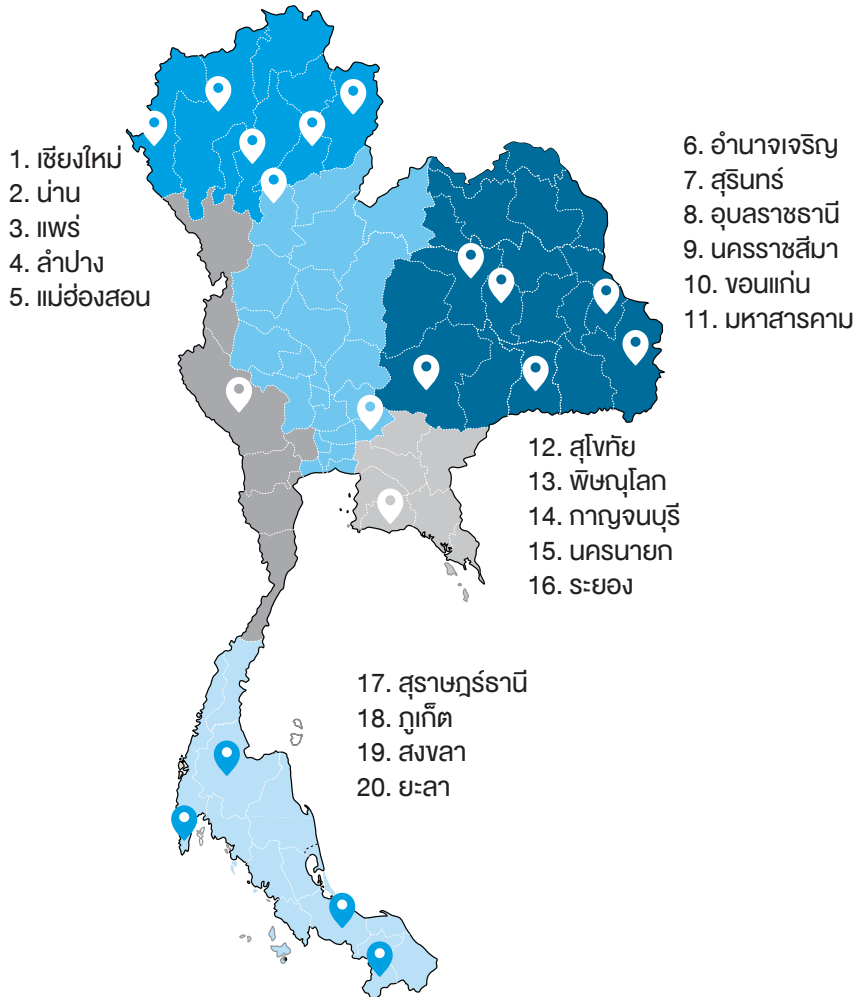 1. เชียงใหม่
2. น่าน
3. แพร่
4. ลำปาง
5. แม่ฮ่องสอน
6. อำนาจเจริญ
7. สุรินทร์
8. อุบลราชธานี
9. นครราชสีมา
10. ขอนแก่น
11. มหาสารคาม
12. สุโขทัย
13. พิษณุโลก
14. กาญจนบุรี
15. นครนายก
16. ระยอง
17. สุราษฎร์ธานี
18. ภูเก็ต
19. สงขลา
20. ยะลา